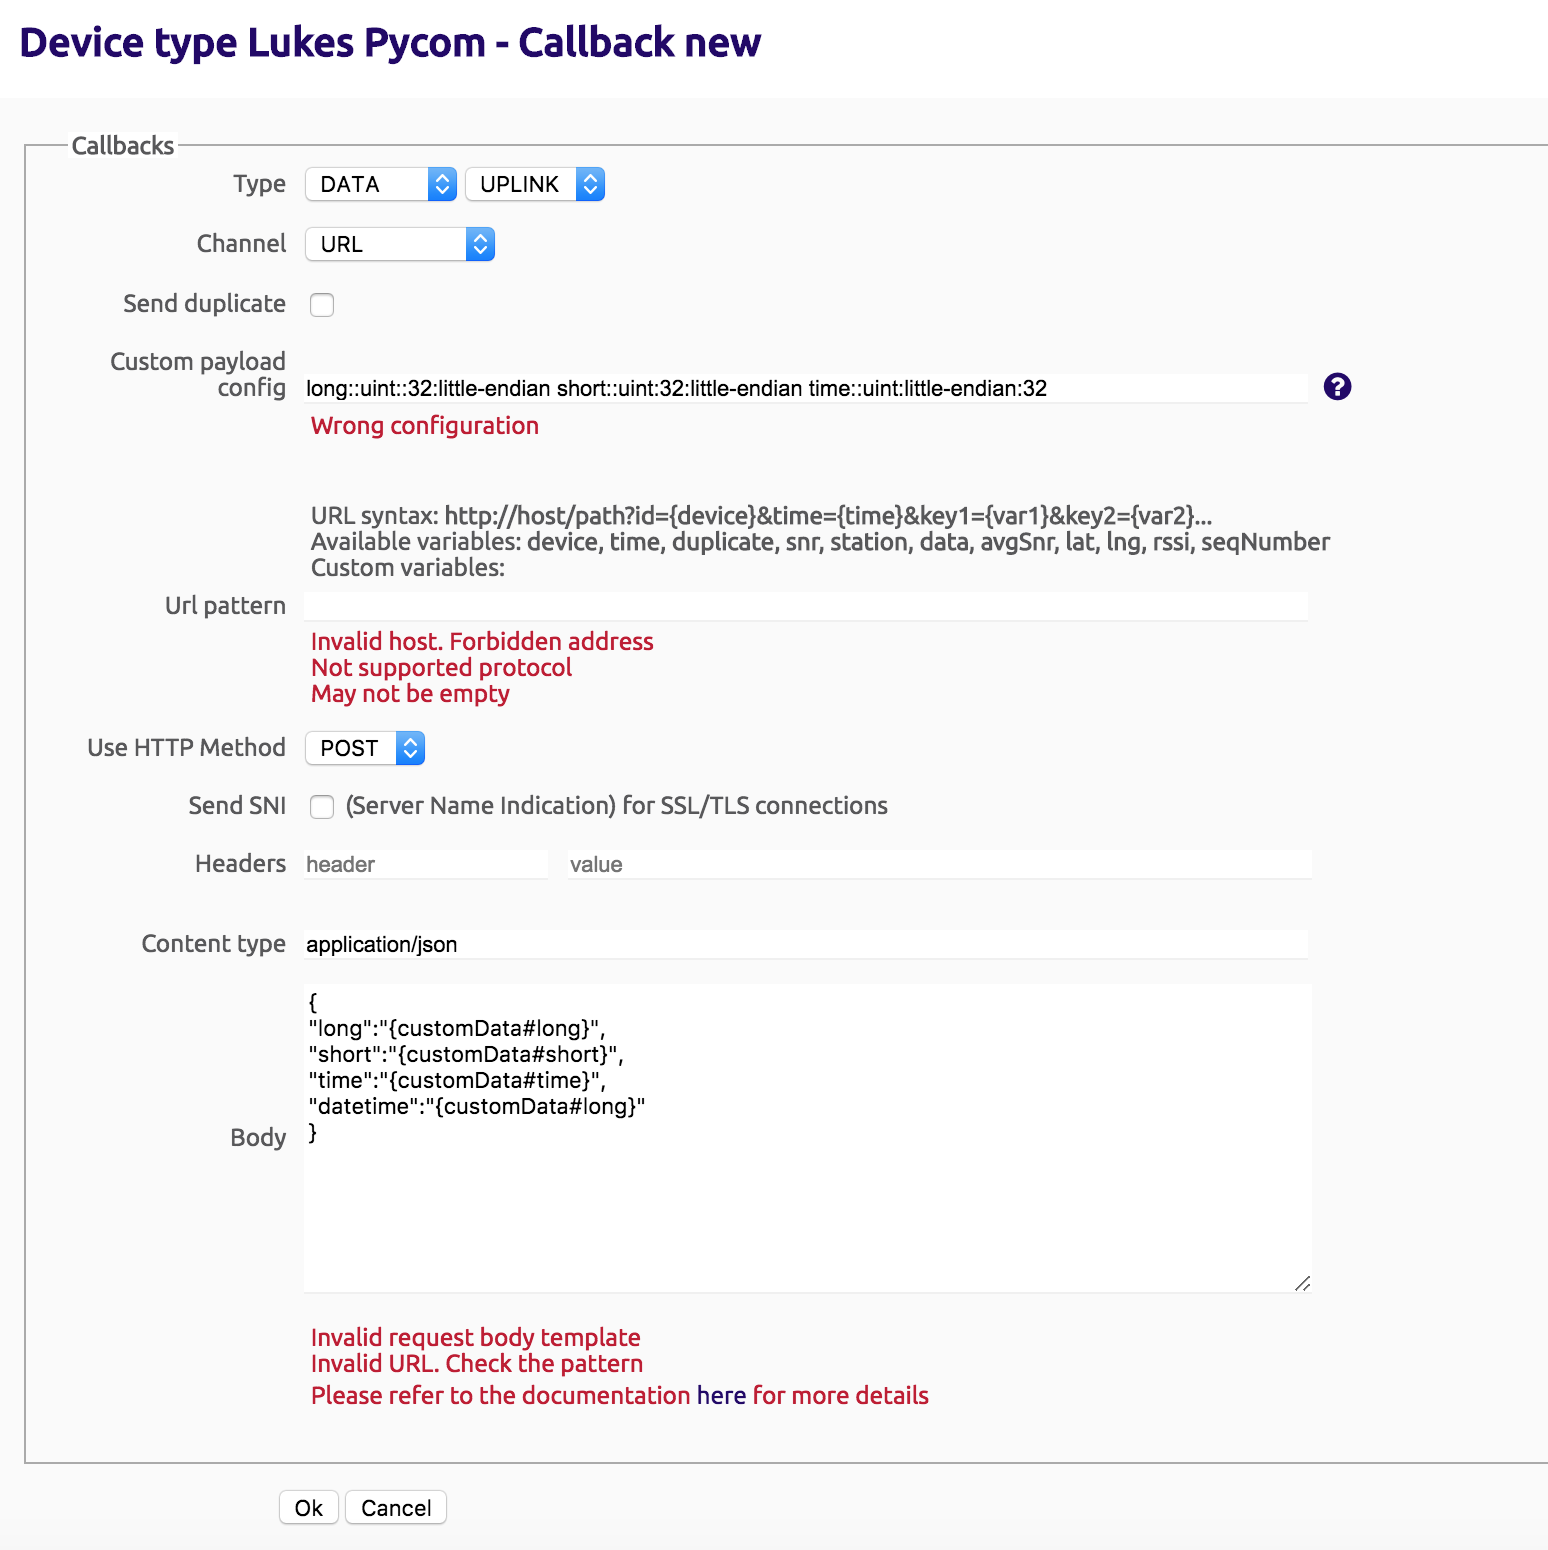 Device type Lukes Pycom - Callback new
Callbacks
Type DATA UPLINK
Channel URL
Send duplicate
Custom payload
config long::uint::32:little-endian short::uint:32:little-endian time::uint:little-endian:32 ?
Wrong configuration
URL syntax: http://host/path?id={device}&time={time}&key1={var1}&key2={var2}...
Available variables: device, time, duplicate, snr, station, data, avgSnr, lat, lng, rssi, seqNumber
Custom variables:
Url pattern
Invalid host. Forbidden address
Not supported protocol
May not be empty
Use HTTP Method POST
Send SNI (Server Name Indication) for SSL/TLS connections
Headers header value
Content type application/json
Body
{
"long":"{customData#long}",
"short":"{customData#short}",
"time":"{customData#time}",
"datetime":"{customData#long}"
}
Invalid request body template
Invalid URL. Check the pattern
Please refer to the documentation here for more details
Ok Cancel